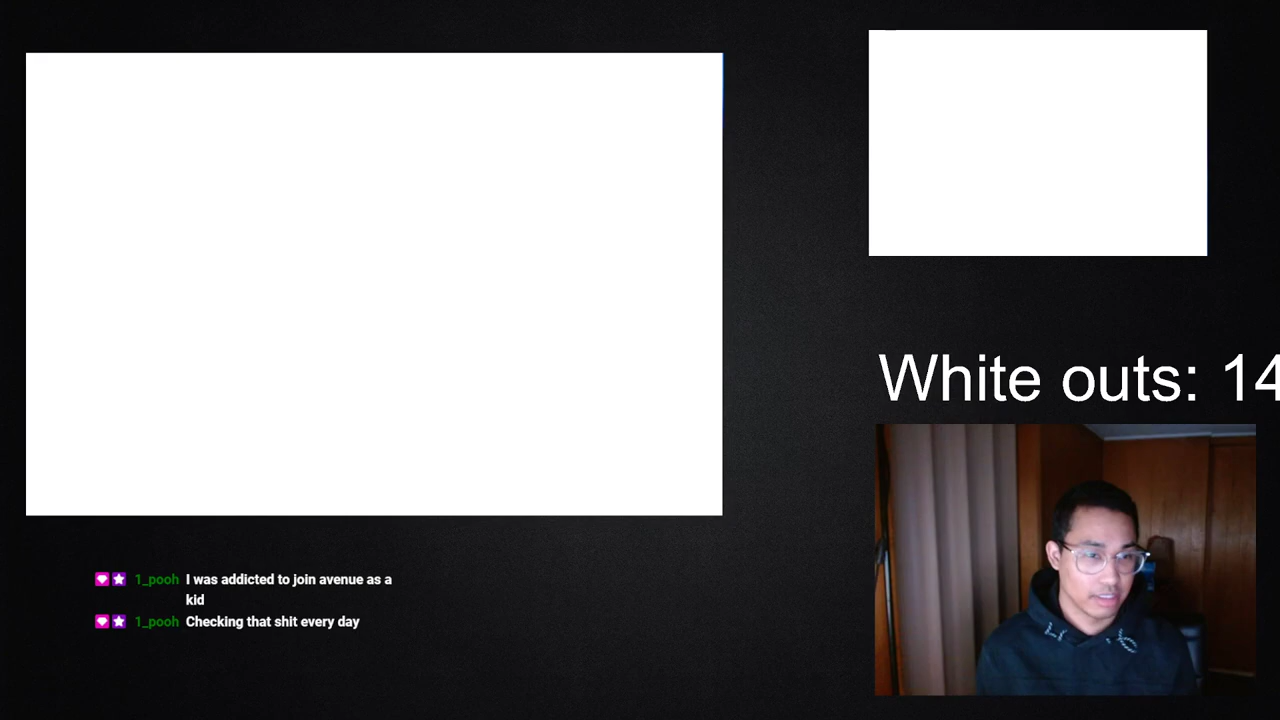 White outs: 14
1_pooh I was addicted to join avenue as a
kid
1_pooh Checking that shit every day